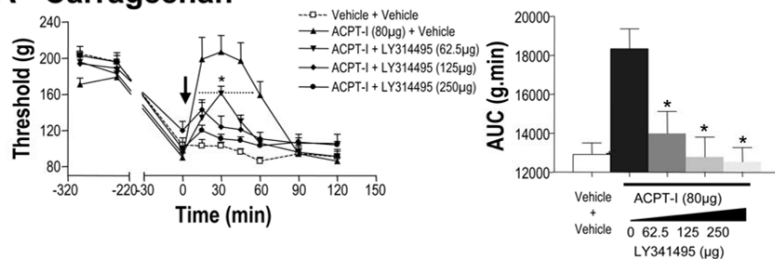 Vehicle + Vehicle
ACPT-I (80µg) + Vehicle
ACPT-I + LY314495 (62.5µg)
ACPT-I + LY314495 (125µg)
ACPT-I + LY314495 (250µg)
Threshold (g)
240
200
160
120
80
*
-320 -220 -30 0 30 60 90 120 150
Time (min)
AUC (g.min)
20000
18000
16000
14000
12000
* * *
Vehicle
+
Vehicle
ACPT-I (80µg)
0 62.5 125 250
LY341495 (µg)